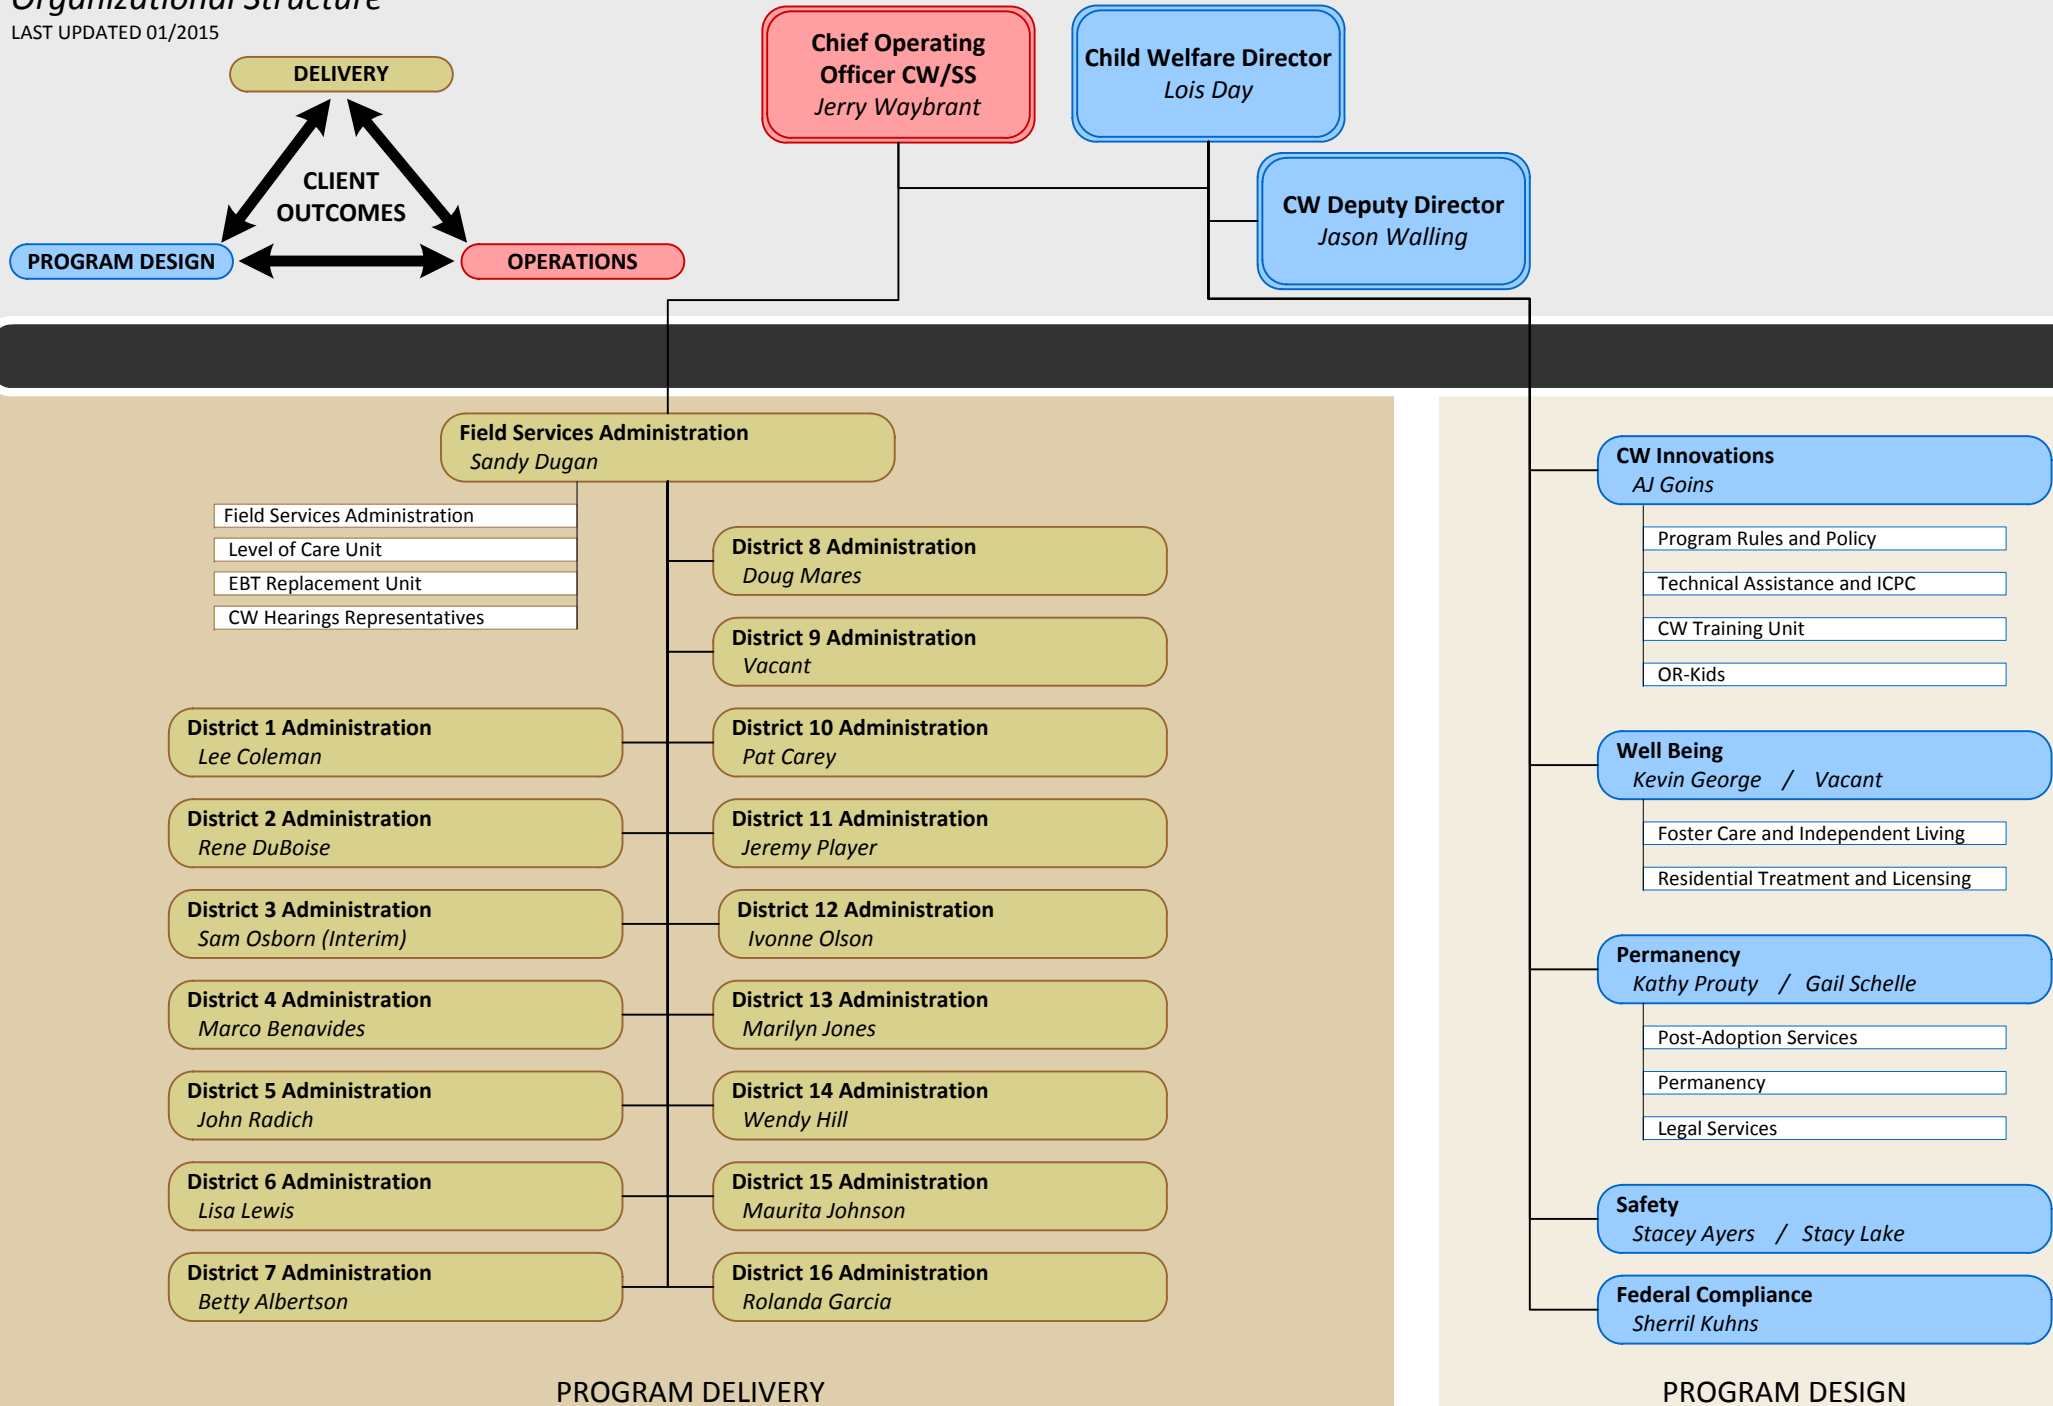 Organizational Structure
LAST UPDATED 01/2015
DELIVERY
CLIENT
OUTCOMES
PROGRAM DESIGN
OPERATIONS
Chief Operating
Officer CW/SS
Jerry Waybrant
Child Welfare Director
Lois Day
CW Deputy Director
Jason Walling
Field Services Administration
Sandy Dugan
Field Services Administration
Level of Care Unit
EBT Replacement Unit
CW Hearings Representatives
District 1 Administration
Lee Coleman
District 2 Administration
Rene DuBoise
District 3 Administration
Sam Osborn (Interim)
District 4 Administration
Marco Benavides
District 5 Administration
John Radich
District 6 Administration
Lisa Lewis
District 7 Administration
Betty Albertson
District 8 Administration
Doug Mares
District 9 Administration
Vacant
District 10 Administration
Pat Carey
District 11 Administration
Jeremy Player
District 12 Administration
Ivonne Olson
District 13 Administration
Marilyn Jones
District 14 Administration
Wendy Hill
District 15 Administration
Maurita Johnson
District 16 Administration
Rolanda Garcia
PROGRAM DELIVERY
CW Innovations
AJ Goins
Program Rules and Policy
Technical Assistance and ICPC
CW Training Unit
OR-Kids
Well Being
Kevin George / Vacant
Foster Care and Independent Living
Residential Treatment and Licensing
Permanency
Kathy Prouty / Gail Schelle
Post-Adoption Services
Permanency
Legal Services
Safety
Stacey Ayers / Stacy Lake
Federal Compliance
Sherril Kuhns
PROGRAM DESIGN